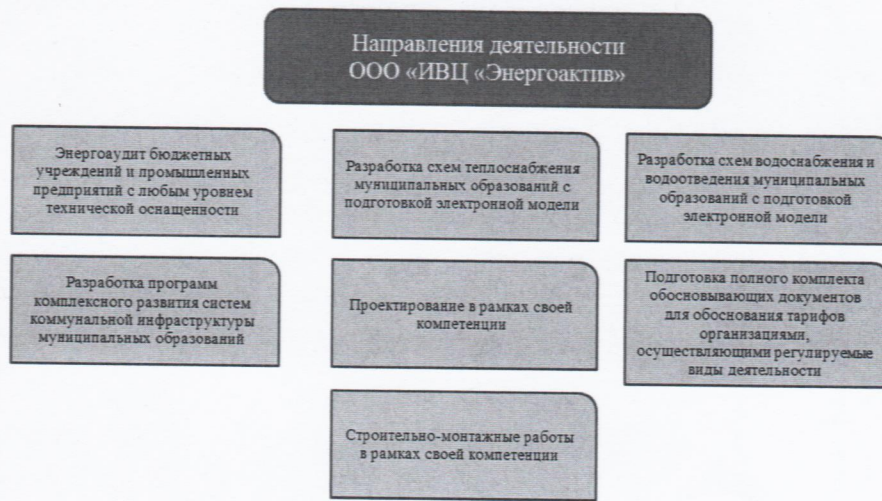 Направления деятельности
ООО «ИВЦ «Энергоактив»
Энергоаудит бюджетных
учреждений и промышленных
предприятий с любым уровнем
технической оснащенности
Разработка схем теплоснабжения
муниципальных образований с
подготовкой электронной модели
Разработка схем водоснабжения и
водоотведения муниципальных
образований с подготовкой
электронной модели
Разработка программ
комплексного развития систем
коммунальной инфраструктуры
муниципальных образований
Проектирование в рамках своей
компетенции
Подготовка полного комплекта
обосновывающих документов
для обоснования тарифов
организациями,
осуществляющими регулируемые
виды деятельности
Строительно-монтажные работы
в рамках своей компетенции